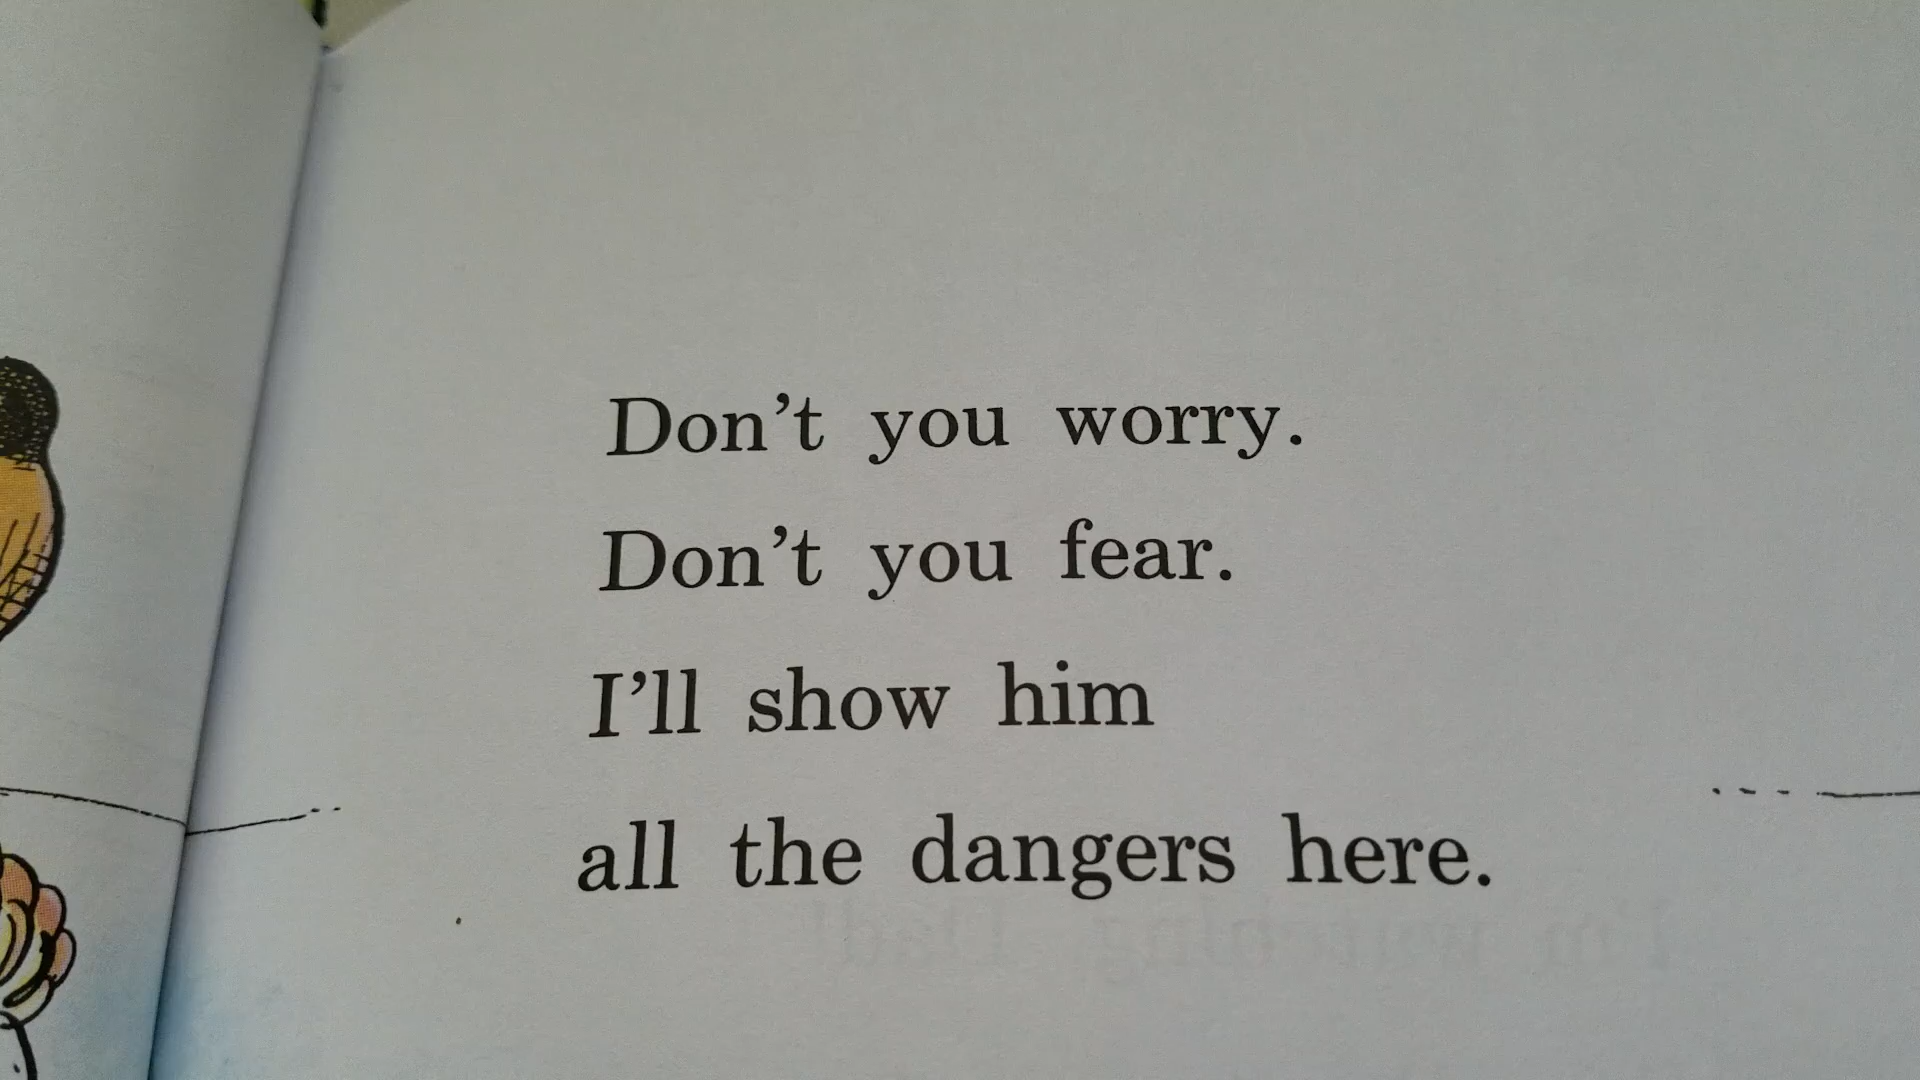 Don't you worry.
Don't you fear.
I'll show him
all the dangers here.